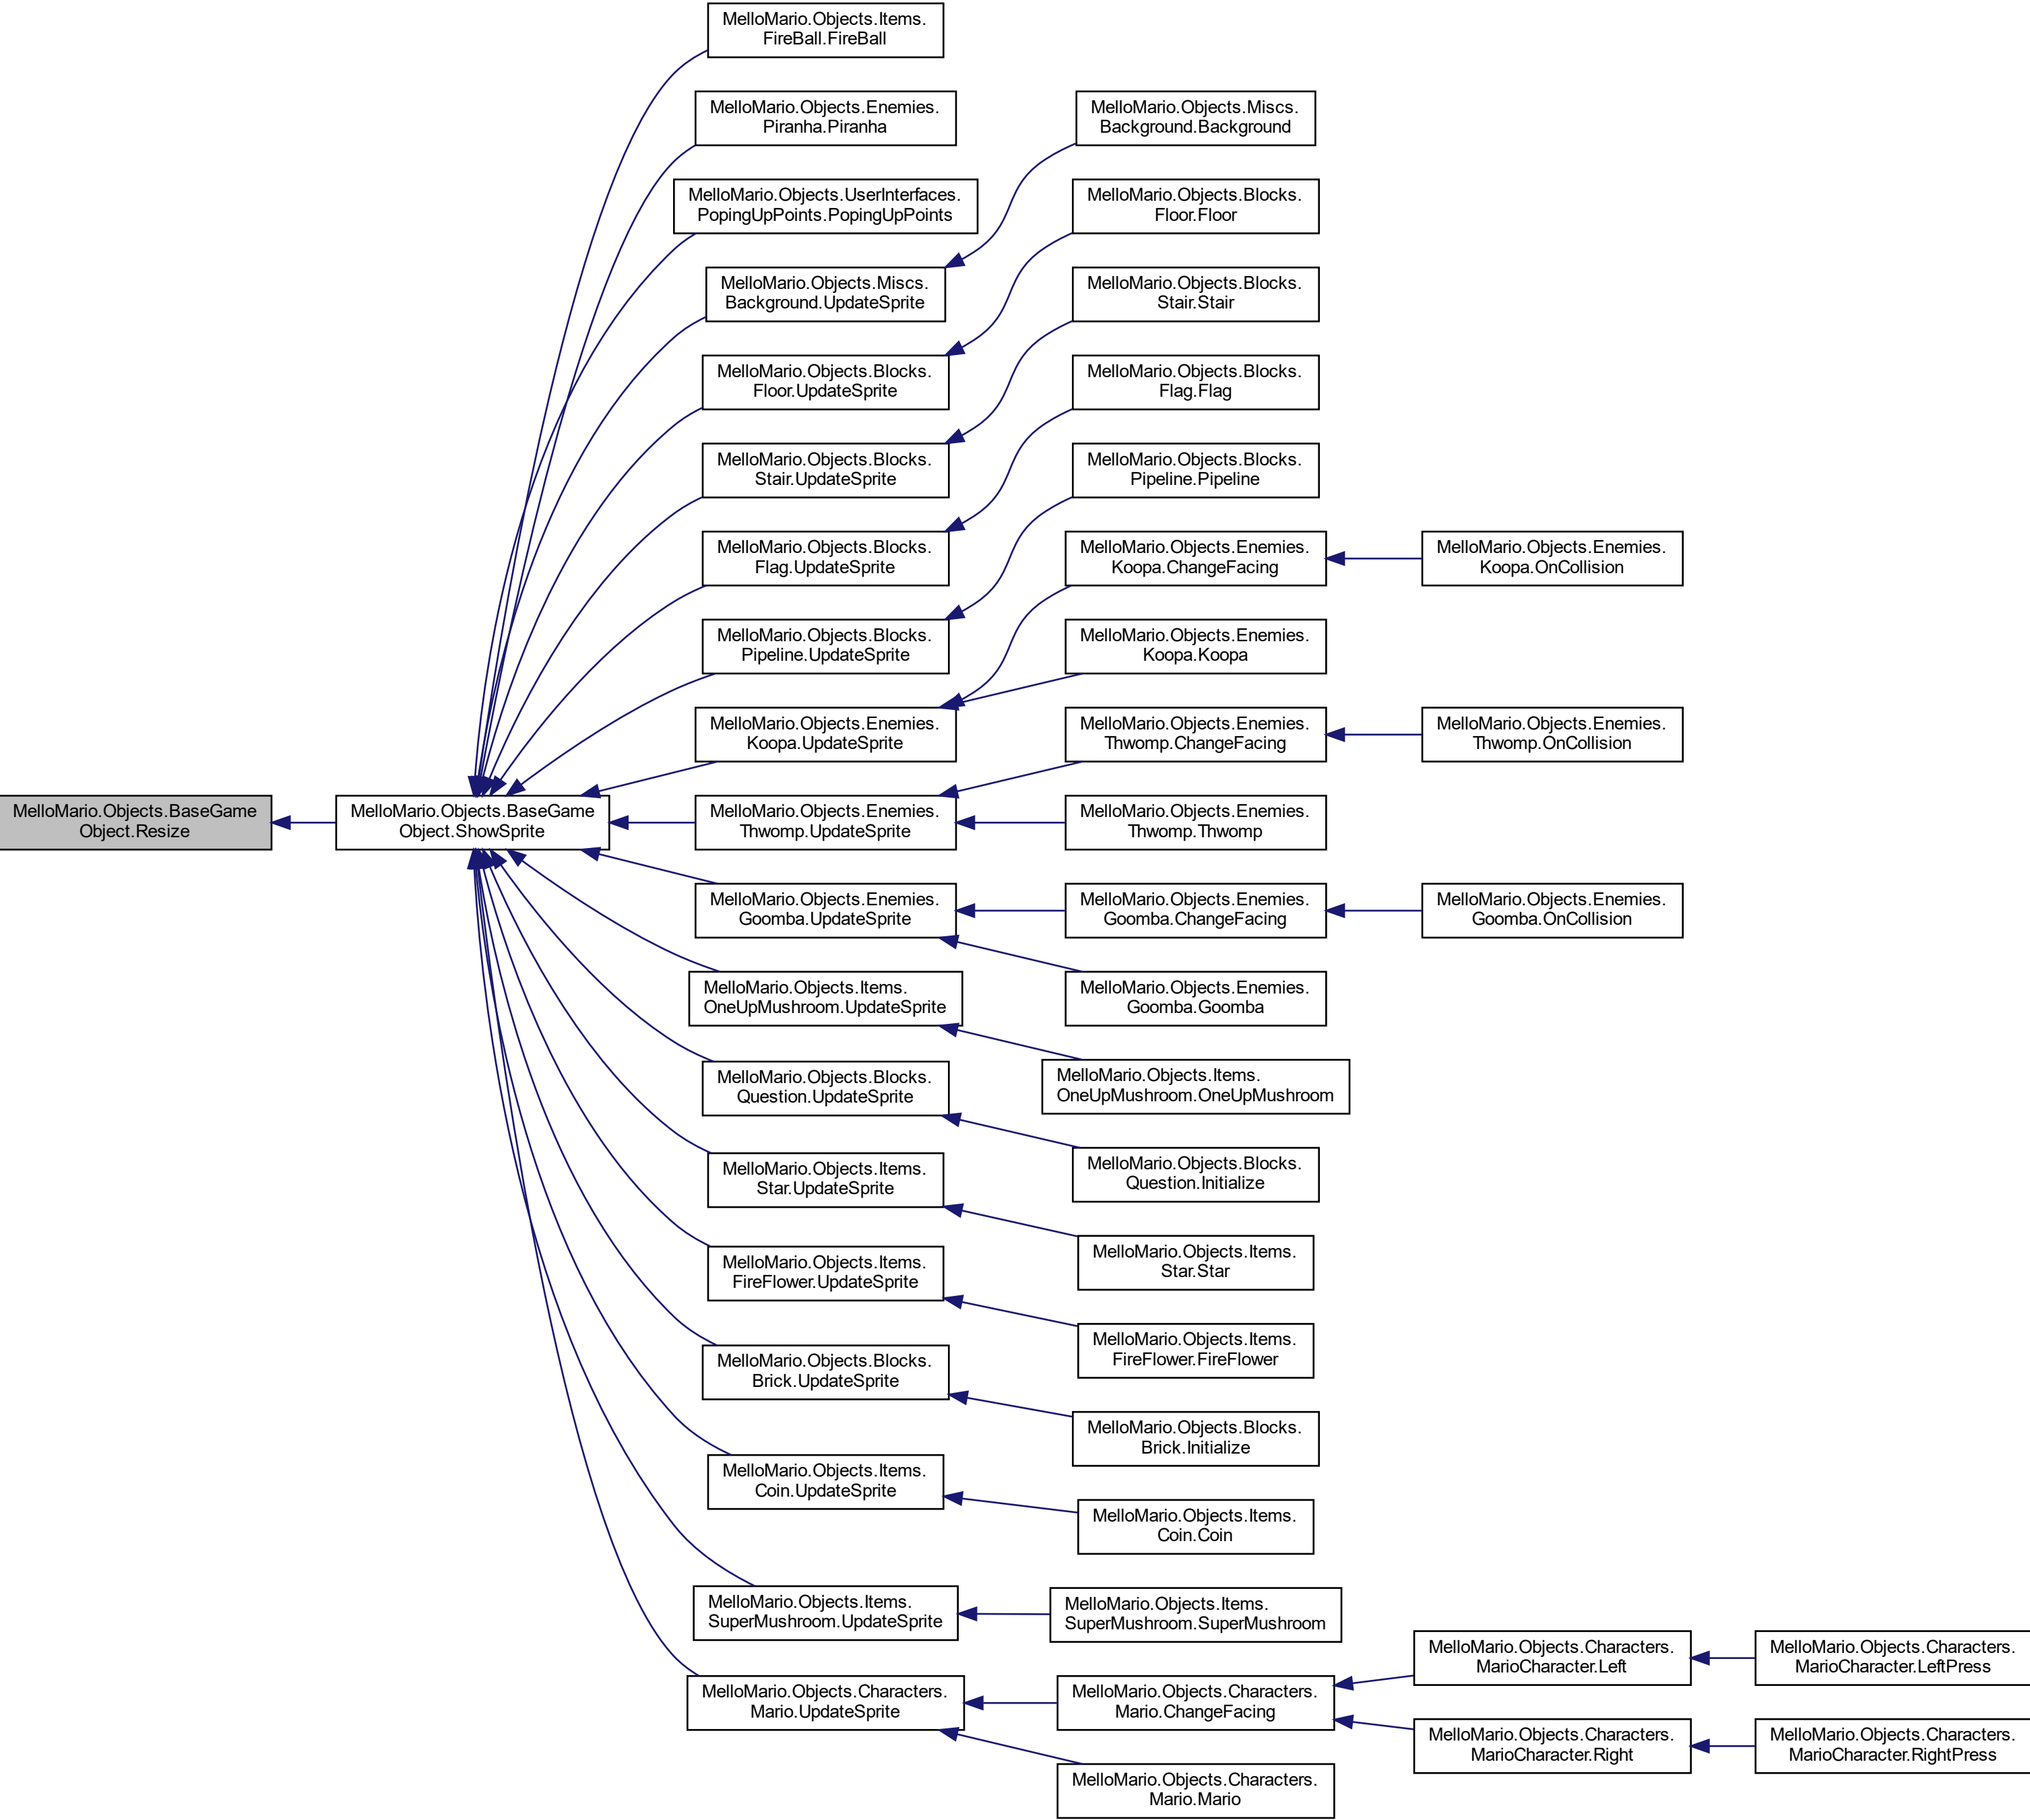 MelloMario.Objects.BaseGame
Object.Resize
MelloMario.Objects.BaseGame
Object.ShowSprite
MelloMario.Objects.Items.
FireBall.FireBall
MelloMario.Objects.Enemies.
Piranha.Piranha
MelloMario.Objects.UserInterfaces.
PopingUpPoints.PopingUpPoints
MelloMario.Objects.Miscs.
Background.UpdateSprite
MelloMario.Objects.Blocks.
Floor.UpdateSprite
MelloMario.Objects.Blocks.
Stair.UpdateSprite
MelloMario.Objects.Blocks.
Flag.UpdateSprite
MelloMario.Objects.Blocks.
Pipeline.UpdateSprite
MelloMario.Objects.Enemies.
Koopa.UpdateSprite
MelloMario.Objects.Enemies.
Thwomp.UpdateSprite
MelloMario.Objects.Enemies.
Goomba.UpdateSprite
MelloMario.Objects.Items.
OneUpMushroom.UpdateSprite
MelloMario.Objects.Blocks.
Question.UpdateSprite
MelloMario.Objects.Items.
Star.UpdateSprite
MelloMario.Objects.Items.
FireFlower.UpdateSprite
MelloMario.Objects.Blocks.
Brick.UpdateSprite
MelloMario.Objects.Items.
Coin.UpdateSprite
MelloMario.Objects.Items.
SuperMushroom.UpdateSprite
MelloMario.Objects.Characters.
Mario.UpdateSprite
MelloMario.Objects.Miscs.
Background.Background
MelloMario.Objects.Blocks.
Floor.Floor
MelloMario.Objects.Blocks.
Stair.Stair
MelloMario.Objects.Blocks.
Flag.Flag
MelloMario.Objects.Blocks.
Pipeline.Pipeline
MelloMario.Objects.Enemies.
Koopa.ChangeFacing
MelloMario.Objects.Enemies.
Koopa.Koopa
MelloMario.Objects.Enemies.
Thwomp.ChangeFacing
MelloMario.Objects.Enemies.
Thwomp.Thwomp
MelloMario.Objects.Enemies.
Goomba.ChangeFacing
MelloMario.Objects.Enemies.
Goomba.Goomba
MelloMario.Objects.Items.
OneUpMushroom.OneUpMushroom
MelloMario.Objects.Blocks.
Question.Initialize
MelloMario.Objects.Items.
Star.Star
MelloMario.Objects.Items.
FireFlower.FireFlower
MelloMario.Objects.Blocks.
Brick.Initialize
MelloMario.Objects.Items.
Coin.Coin
MelloMario.Objects.Items.
SuperMushroom.SuperMushroom
MelloMario.Objects.Characters.
Mario.ChangeFacing
MelloMario.Objects.Characters.
Mario.Mario
MelloMario.Objects.Enemies.
Koopa.OnCollision
MelloMario.Objects.Enemies.
Thwomp.OnCollision
MelloMario.Objects.Enemies.
Goomba.OnCollision
MelloMario.Objects.Characters.
MarioCharacter.Left
MelloMario.Objects.Characters.
MarioCharacter.Right
MelloMario.Objects.Characters.
MarioCharacter.LeftPress
MelloMario.Objects.Characters.
MarioCharacter.RightPress